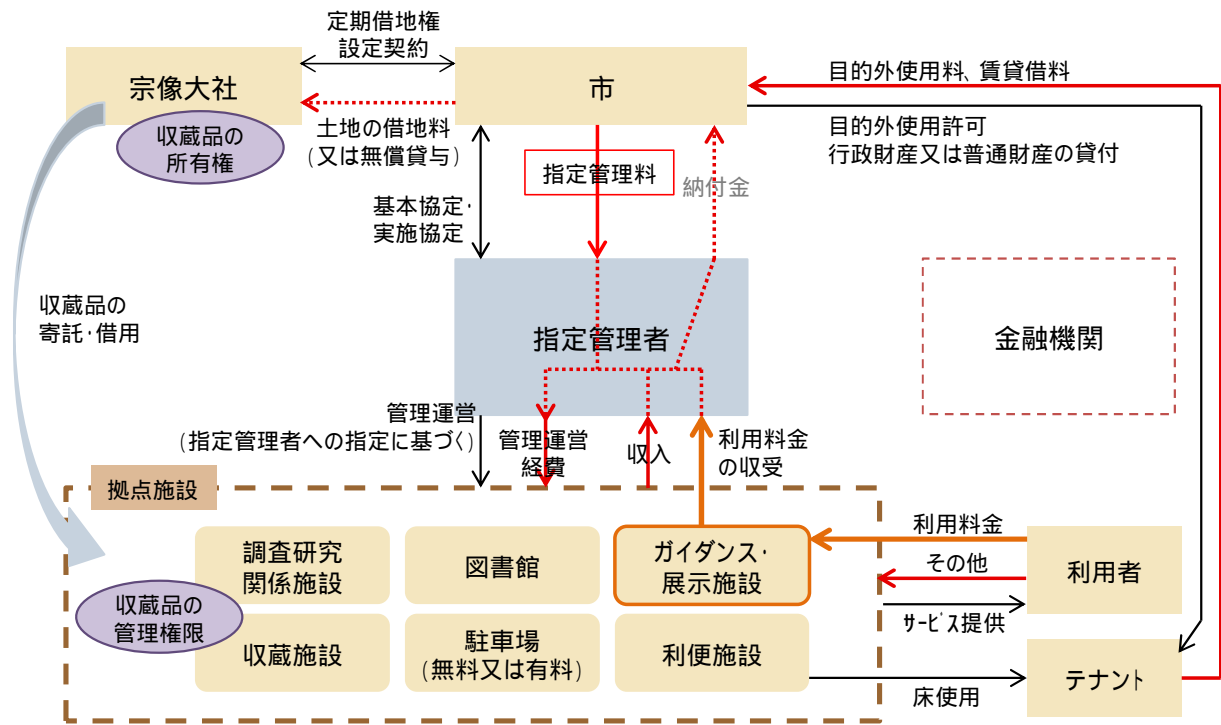 定期借地権
設定契約
宗像大社
市
目的外使用料、賃貸借料
収蔵品の
所有権
土地の借地料
(又は無償貸与)
指定管理料
納付金
目的外使用許可
行政財産又は普通財産の貸付
基本協定・
実施協定
収蔵品の
寄託・借用
指定管理者
金融機関
管理運営
(指定管理者への指定に基づく)
管理運営
経費
収入
利用料金
の収受
拠点施設
調査研究
関係施設
図書館
ガイダンス・
展示施設
利用料金
その他
利用者
サービス提供
収蔵品の
管理権限
収蔵施設
駐車場
(無料又は有料)
利便施設
床使用
テナント